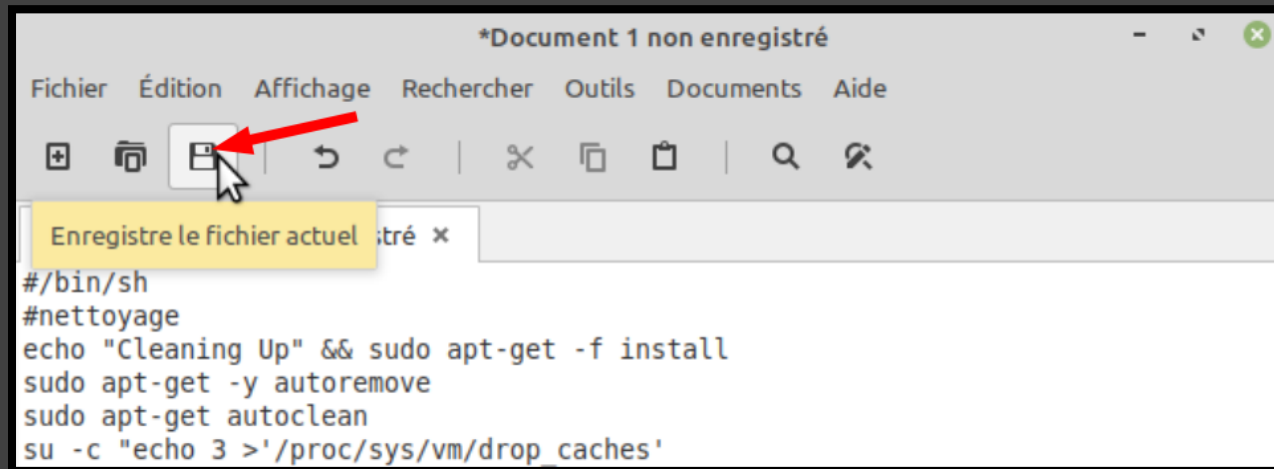 *Document 1 non enregistré
Fichier Édition Affichage Rechercher Outils Documents Aide
Enregistre le fichier actuel
#/bin/sh
#nettoyage
echo "Cleaning Up" && sudo apt-get -f install
sudo apt-get -y autoremove
sudo apt-get autoclean
su -c "echo 3 >'/proc/sys/vm/drop_caches'